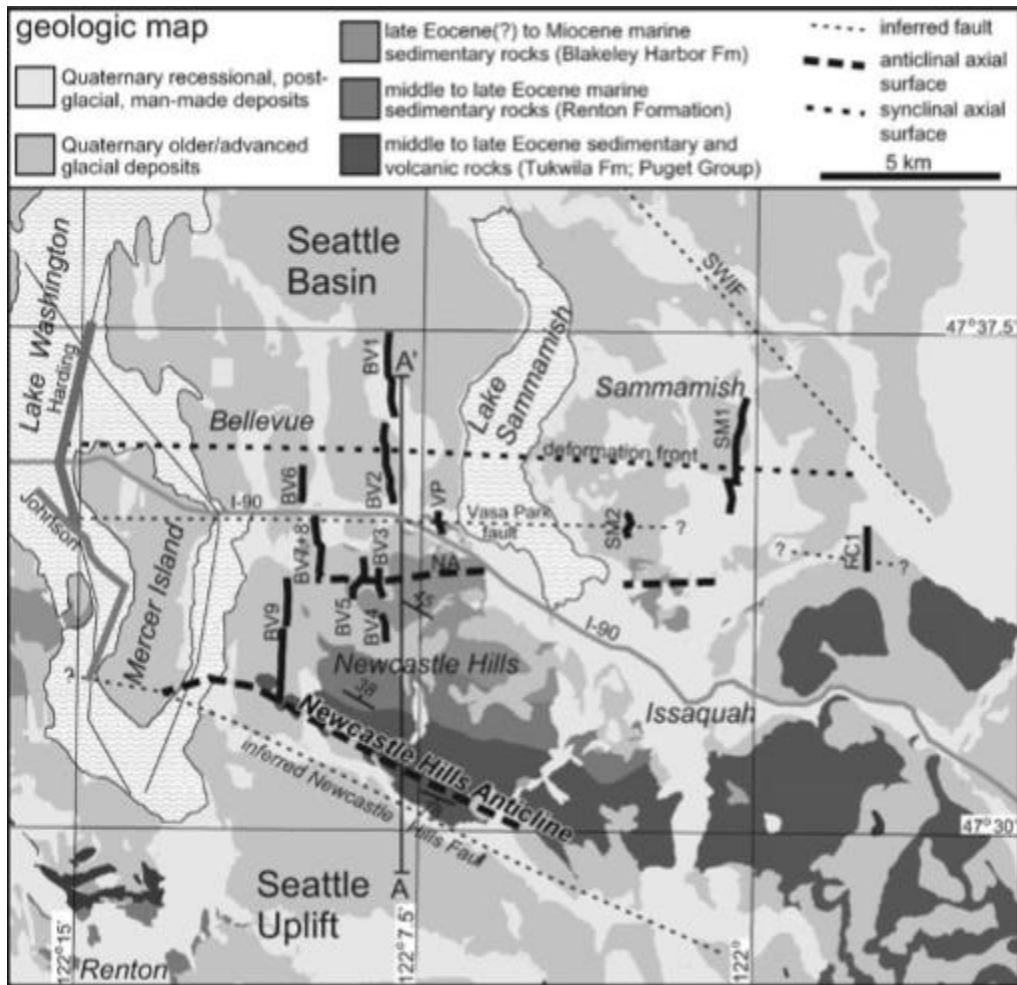 geologic map
Quaternary recessional, post-
glacial, man-made deposits
Quaternary older/advanced
glacial deposits
late Eocene(?) to Miocene marine
sedimentary rocks (Blakeley Harbor Fm)
middle to late Eocene marine
sedimentary rocks (Renton Formation)
middle to late Eocene sedimentary and
volcanic rocks (Tukwila Fm; Puget Group)
inferred fault
anticlinal axial
surface
synclinal axial
surface
5 km
Lake Washington
Harding
Seattle
Basin
SWIF
47°37.5'
BV1
A'
Lake
Sammamish
Sammamish
Bellevue
SM1
deformation front
BV6
BV2
I-90
VP
Vasa Park
fault
SM2
?
Johnson
BV7+8
BV3
NA
?
FC1
?
Mercer Island
BV9
BV5
BV4
I-90
Newcastle Hills
38
?
Issaquah
Newcastle Hills Anticline
inferred Newcastle Hills Faul
47°30'
A
Seattle
Uplift
122°15'
122°7.5'
122°
Renton